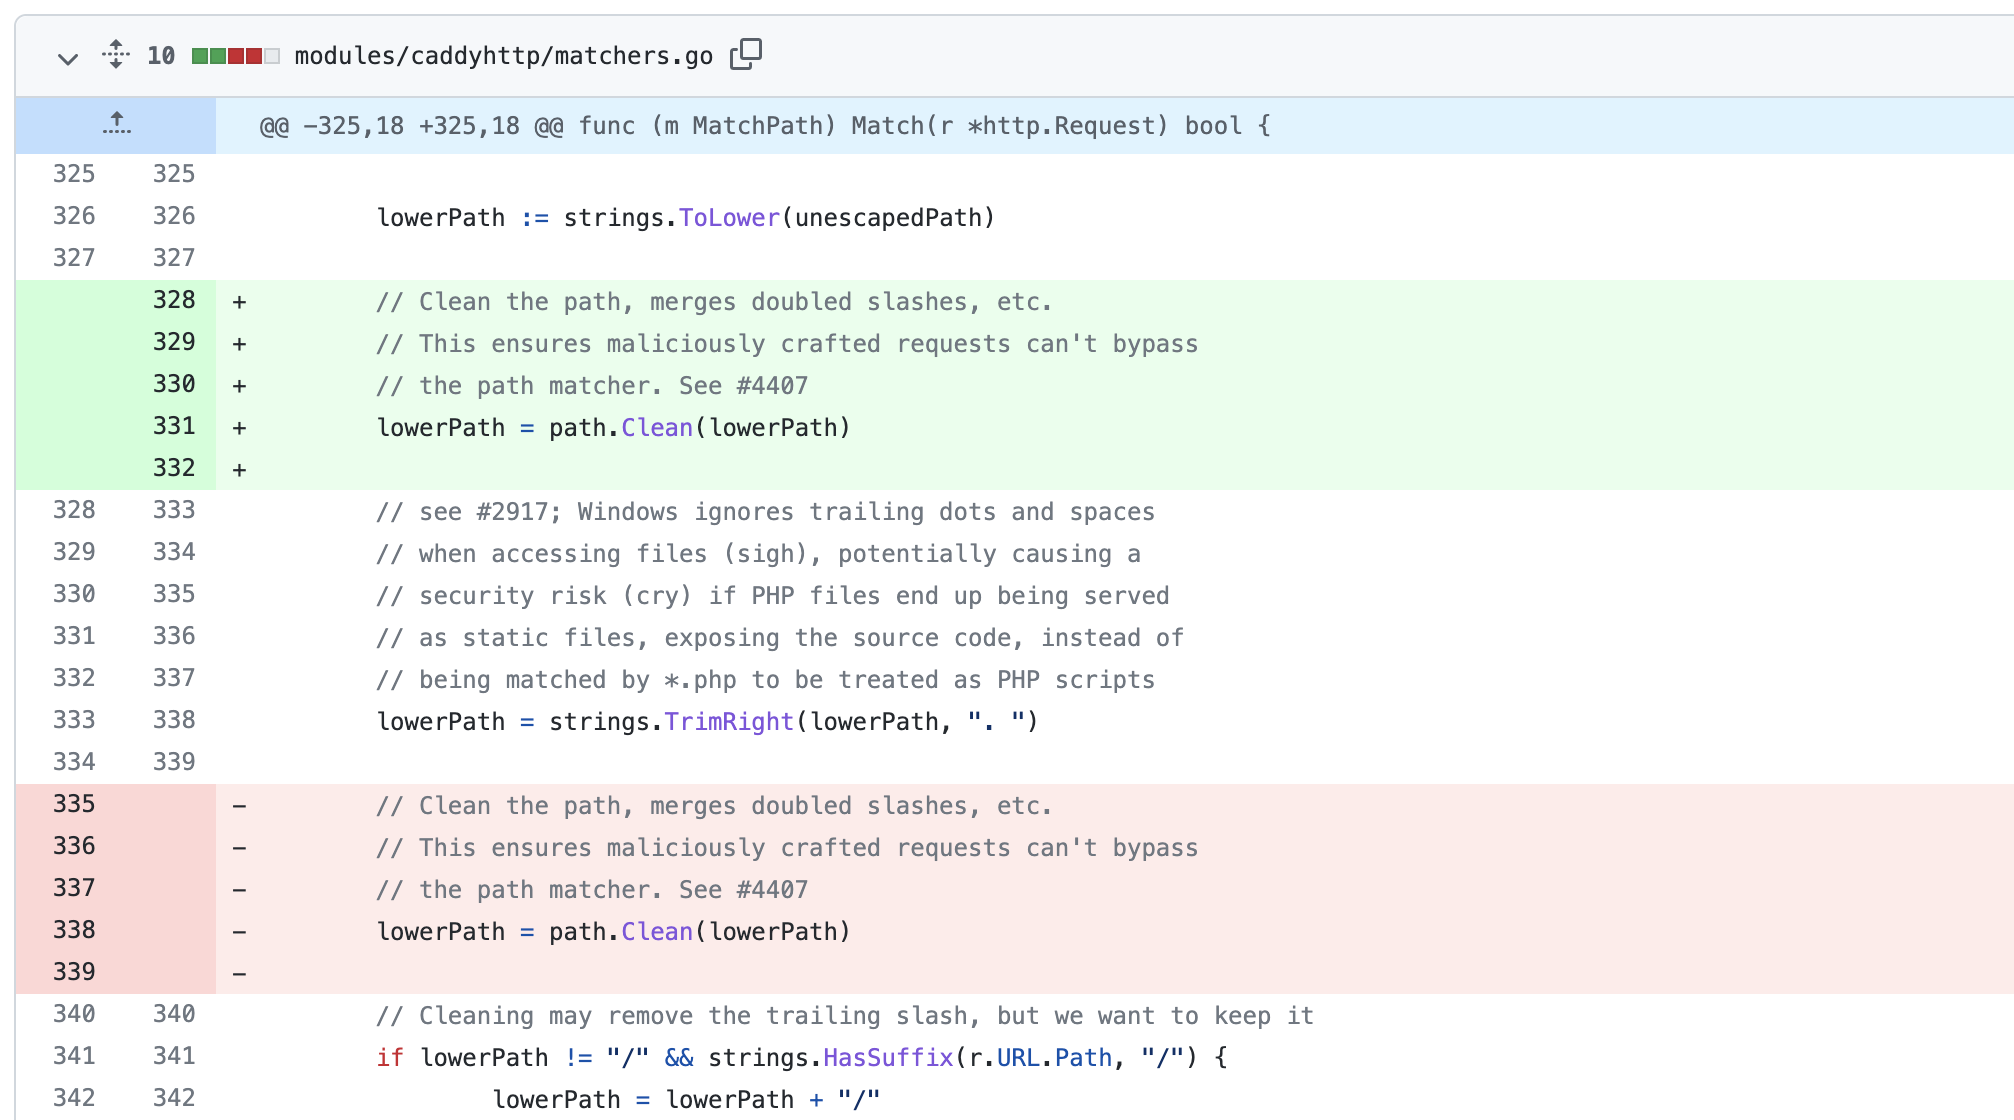 10 modules/caddyhttp/matchers.go
@@ -325,18 +325,18 @@ func (m MatchPath) Match(r *http.Request) bool {
325 325
326 326 lowerPath := strings.ToLower(unescapedPath)
327 327
328 + // Clean the path, merges doubled slashes, etc.
329 + // This ensures maliciously crafted requests can't bypass
330 + // the path matcher. See #4407
331 + lowerPath = path.Clean(lowerPath)
332 +
328 333 // see #2917; Windows ignores trailing dots and spaces
329 334 // when accessing files (sigh), potentially causing a
330 335 // security risk (cry) if PHP files end up being served
331 336 // as static files, exposing the source code, instead of
332 337 // being matched by *.php to be treated as PHP scripts
333 338 lowerPath = strings.TrimRight(lowerPath, ". ")
334 339
335 - // Clean the path, merges doubled slashes, etc.
336 - // This ensures maliciously crafted requests can't bypass
337 - // the path matcher. See #4407
338 - lowerPath = path.Clean(lowerPath)
339 -
340 340 // Cleaning may remove the trailing slash, but we want to keep it
341 341 if lowerPath != "/" && strings.HasSuffix(r.URL.Path, "/") {
342 342 lowerPath = lowerPath + "/"